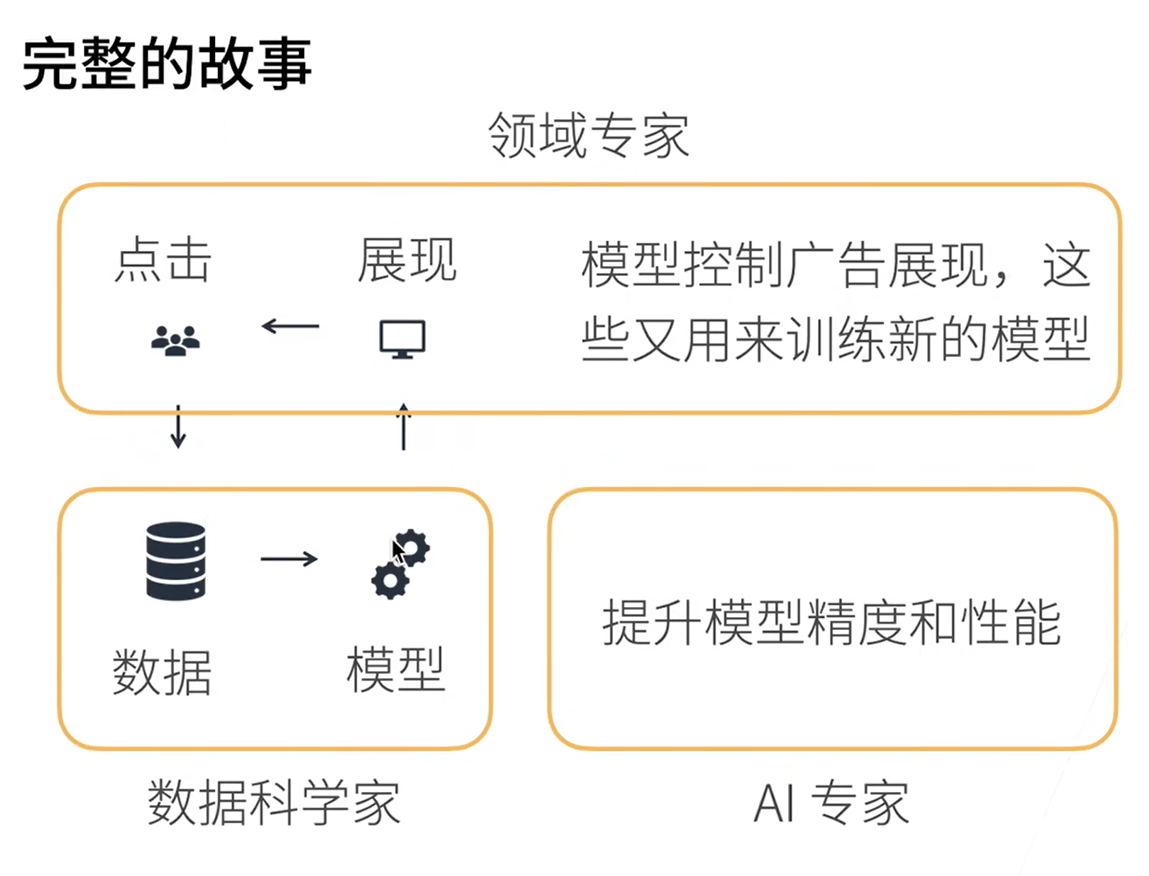 完整的故事
领域专家
点击
展现
模型控制广告展现，这
些又用来训练新的模型
数据
模型
提升模型精度和性能
数据科学家
AI 专家